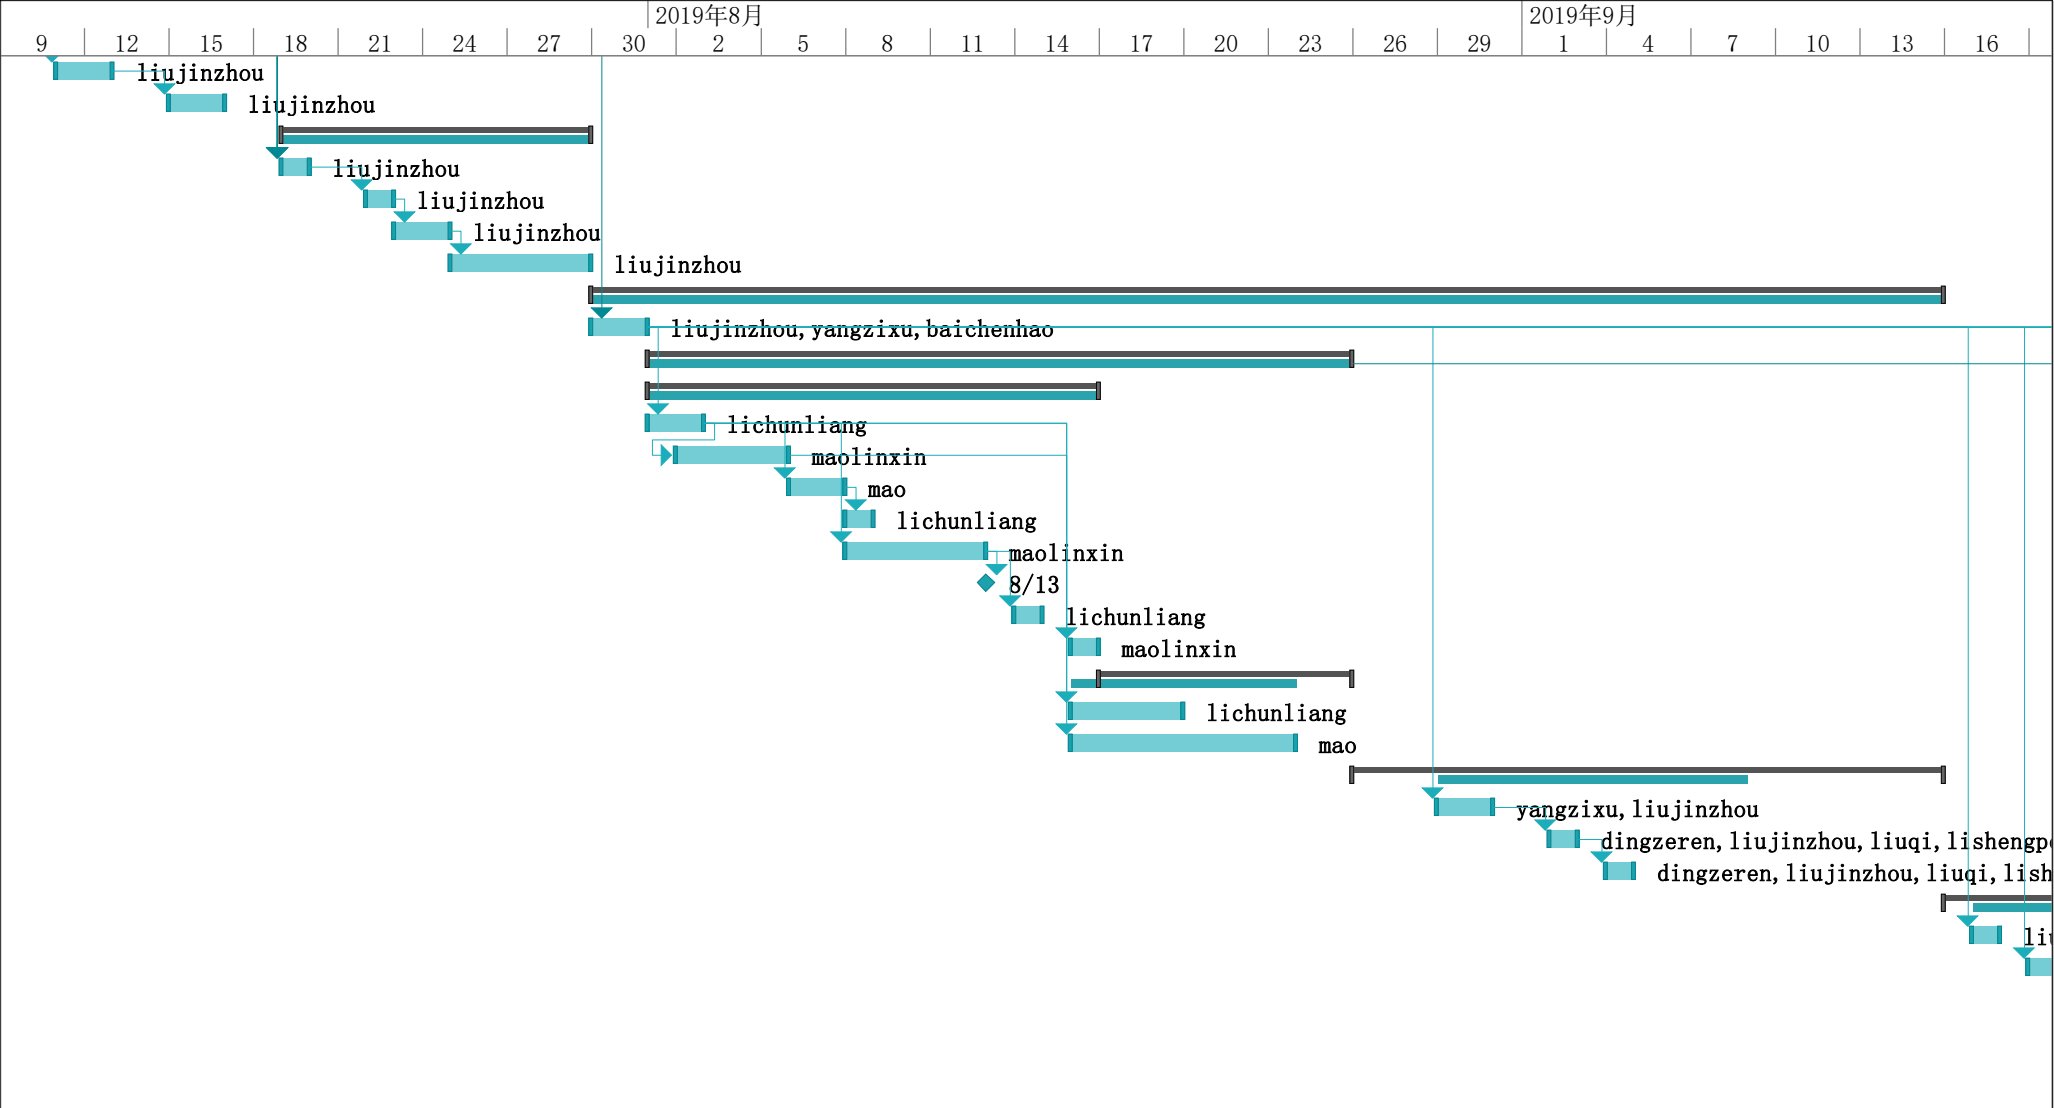 2019年8月 2019年9月
9 12 15 18 21 24 27 30 2 5 8 11 14 17 20 23 26 29 1 4 7 10 13 16
liujinzhou
liujinzhou
liujinzhou
liujinzhou
liujinzhou
liujinzhou
liujinzhou,yangzixu,baichenhao
lichunliang
maolinxin
mao
lichunliang
maolinxin
8/13
lichunliang
maolinxin
lichunliang
mao
yangzixu,liujinzhou
dingzeren,liujinzhou,liuqi,lishengp
dingzeren,liujinzhou,liuqi,lish
li